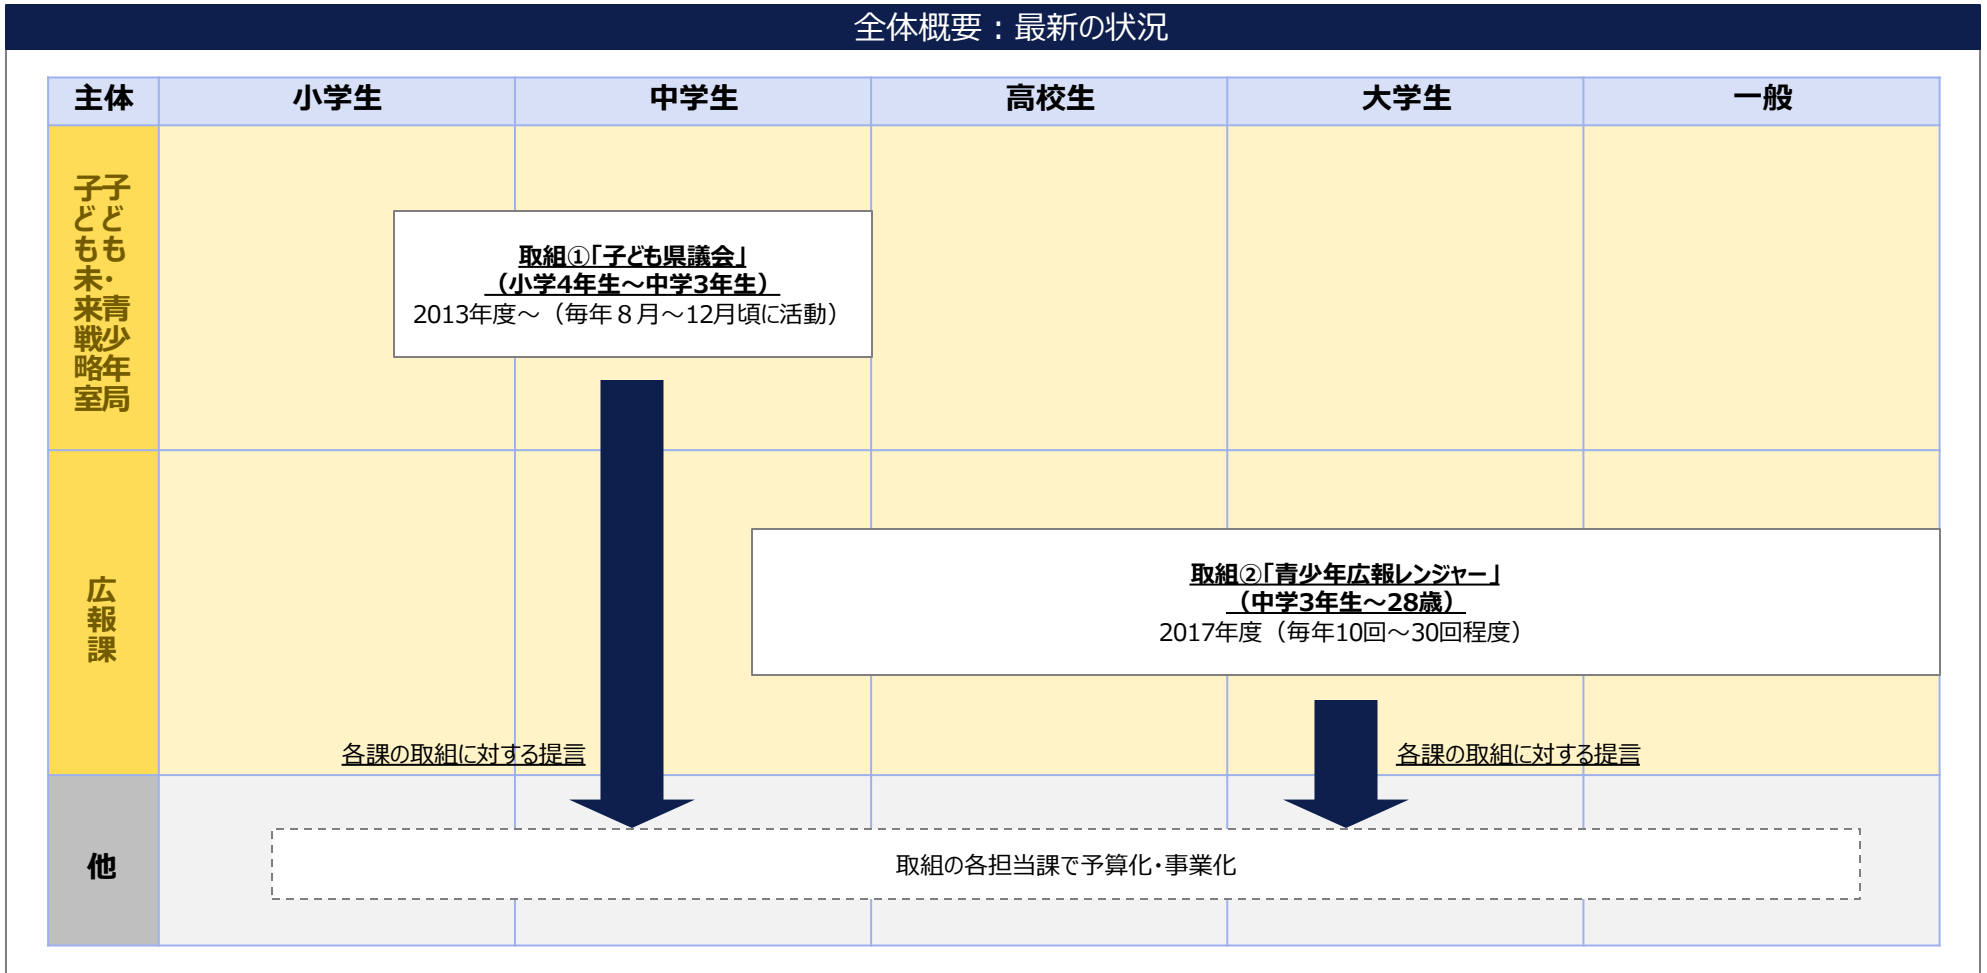 全体概要：最新の状況
主体
小学生
中学生
高校生
大学生
一般
子ども・青少年局
子ども未来戦略室
取組①「子ども県議会」
（小学4年生～中学3年生）
2013年度～（毎年８月～12月頃に活動）
広報課
取組②「青少年広報レンジャー」
（中学3年生～28歳）
2017年度（毎年10回～30回程度）
各課の取組に対する提言
各課の取組に対する提言
他
取組の各担当課で予算化・事業化